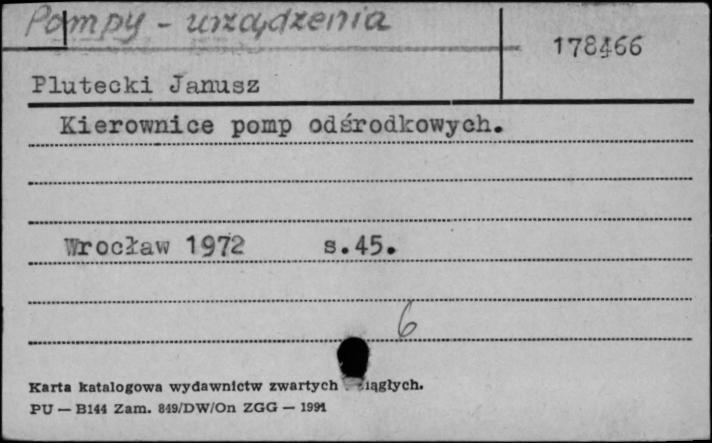 Pompy - urządzenia
178466
Plutecki Janusz
Kierownice pomp odśrodkowych.
Wrocław 1972 s.45.
6
Karta katalogowa wydawnictw zwartych ciągłych.
PU — B144 Zam. 849/DW/On ZGG — 1991